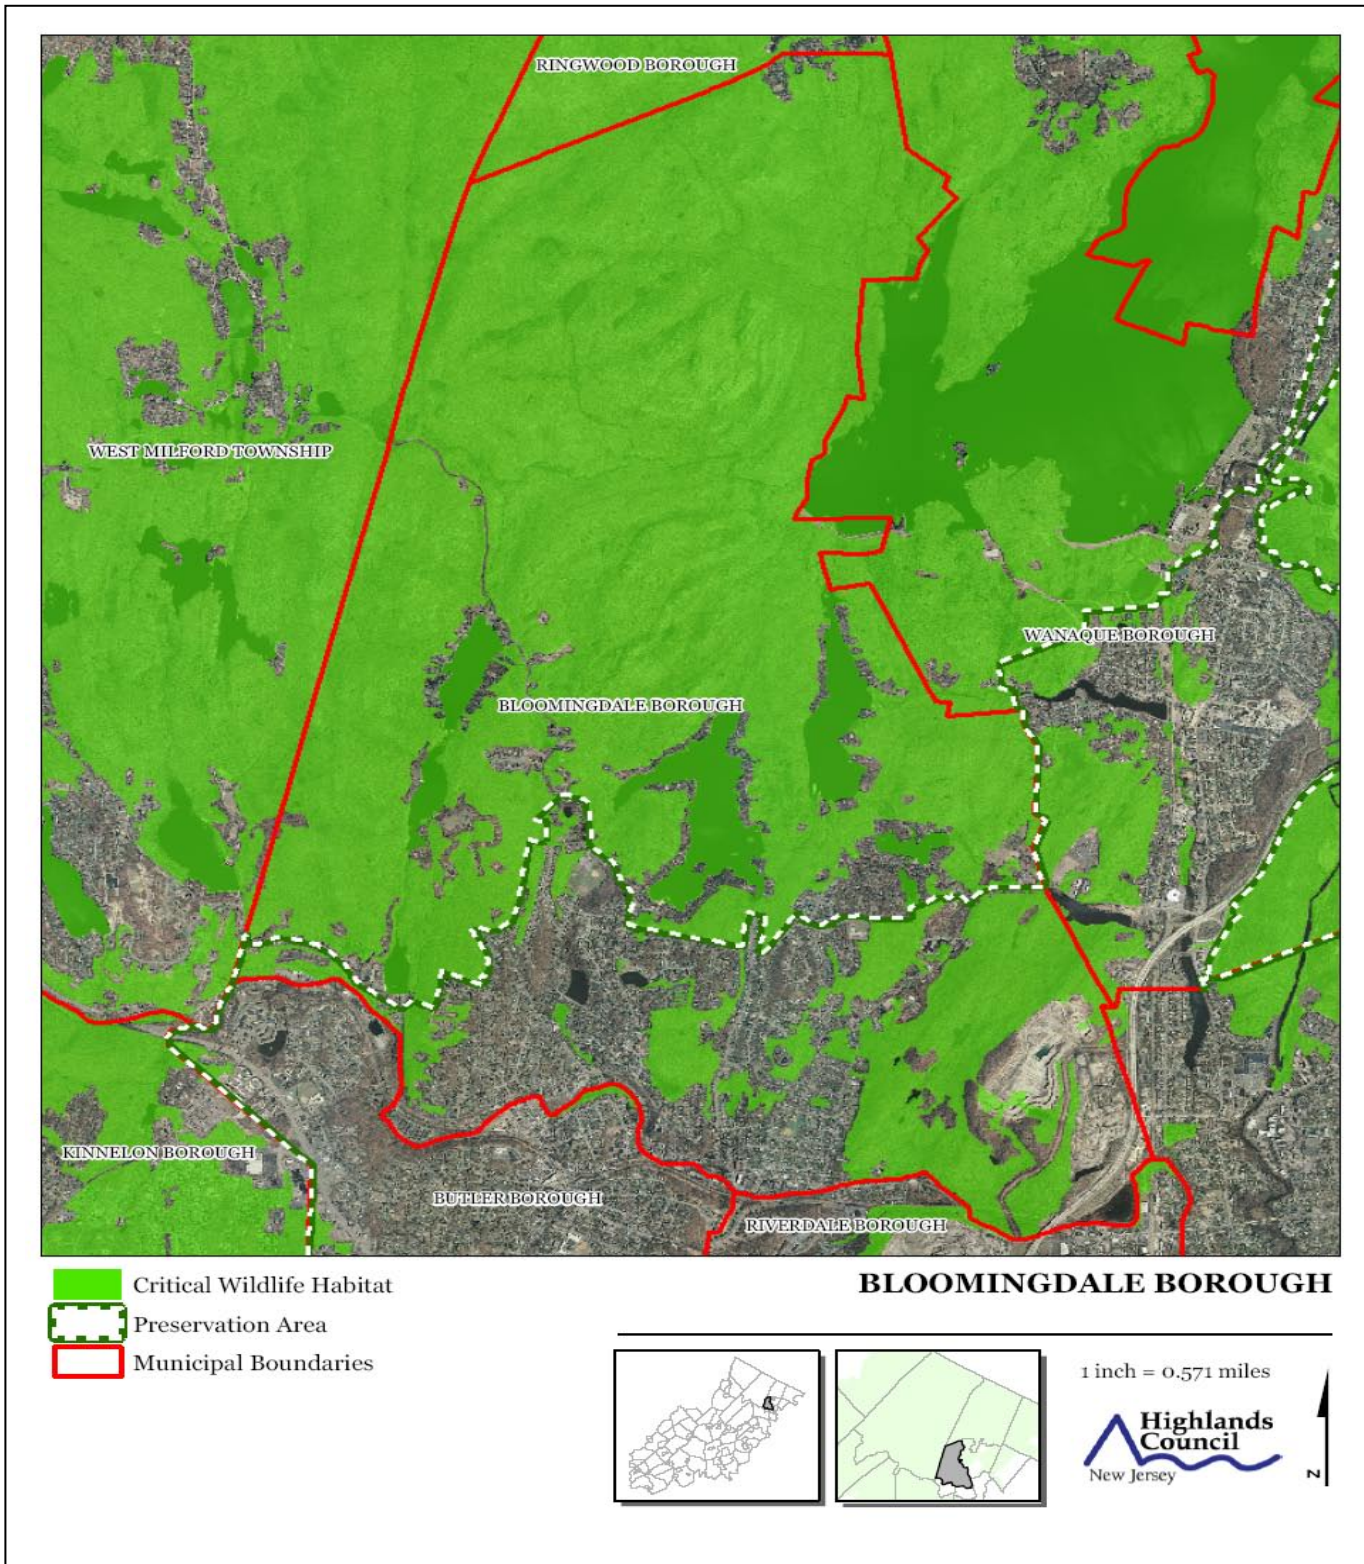 RINGWOOD BOROUGH
WEST MILFORD TOWNSHIP
WANAQUE BOROUGH
BLOOMINGDALE BOROUGH
KINNELON BOROUGH
BUTLER BOROUGH
RIVERDALE BOROUGH
Critical Wildlife Habitat
Preservation Area
Municipal Boundaries
BLOOMINGDALE BOROUGH
1 inch = 0.571 miles
Highlands
Council
New Jersey
N